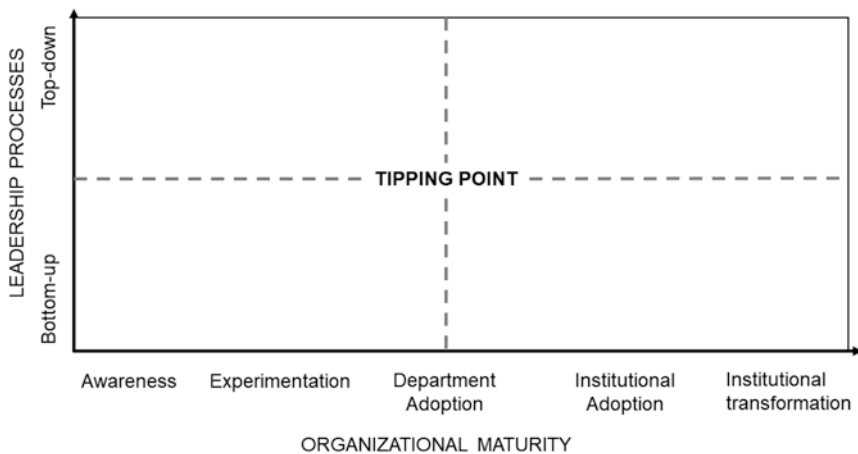 LEADERSHIP PROCESSES
Top-down
Bottom-up
TIPPING POINT
Awareness
Experimentation
Department
Adoption
Institutional
Adoption
Institutional
transformation
ORGANIZATIONAL MATURITY